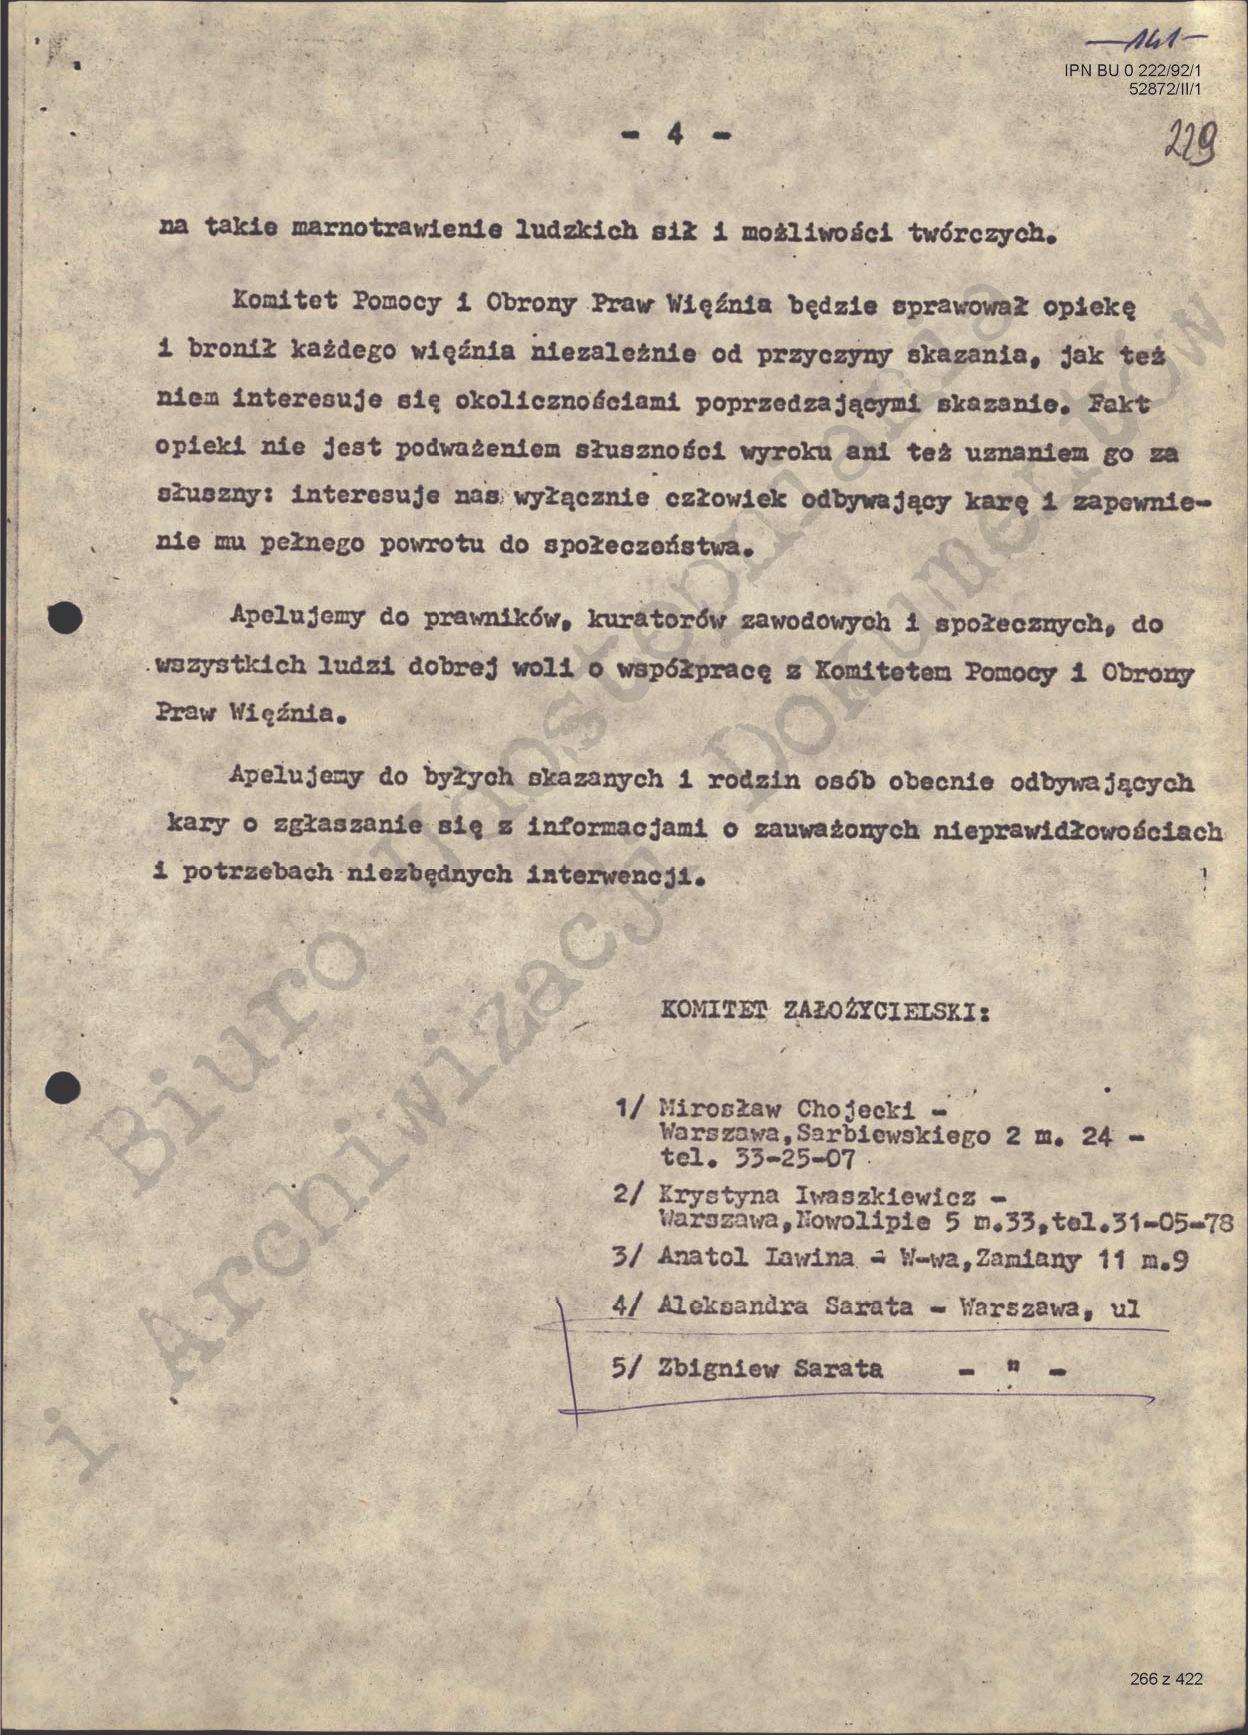 141
IPN BU 0 222/92/1
52872/II/1
229
- 4 -
na takie marnotrawienie ludzkich sił i możliwości twórczych.
Komitet Pomocy i Obrony Praw Więźnia będzie sprawował opiekę
i bronił każdego więźnia niezależnie od przyczyny skazania, jak też
niem interesuje się okolicznościami poprzedzającymi skazanie. Fakt
opieki nie jest podważeniem słuszności wyroku ani też uznaniem go za
słuszny: interesuje nas wyłącznie człowiek odbywający karę i zapewnie-
nie mu pełnego powrotu do społeczeństwa.
Apelujemy do prawników, kuratorów zawodowych i społecznych, do
wszystkich ludzi dobrej woli o współpracę z Komitetem Pomocy i Obrony
Praw Więźnia.
Apelujemy do byłych skazanych i rodzin osób obecnie odbywających
kary o zgłaszanie się z informacjami o zauważonych nieprawidłowościach
i potrzebach niezbędnych interwencji.
KOMITET ZAŁOŻYCIELSKI:
1/ Mirosław Chojecki -
Warszawa,Sarbiewskiego 2 m. 24 -
tel. 33-25-07
2/ Krystyna Iwaszkiewicz -
Warszawa,Nowolipie 5 m.33,tel.31-05-78
3/ Anatol Lawina - W-wa,Zamiany 11 m.9
4/ Aleksandra Sarata - Warszawa, ul
5/ Zbigniew Sarata - " -
Biuro Udostępniania
i Archiwizacji Dokumentów
266 z 422